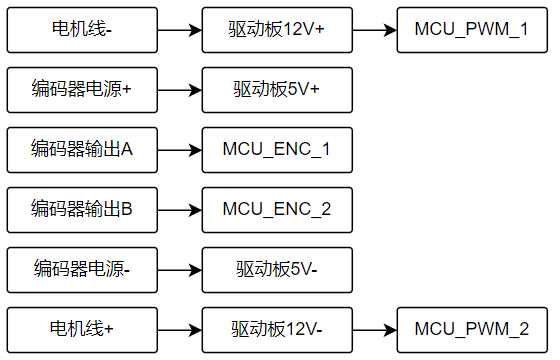 电机线-
驱动板12V+
MCU_PWM_1
编码器电源+
驱动板5V+
编码器输出A
MCU_ENC_1
编码器输出B
MCU_ENC_2
编码器电源-
驱动板5V-
电机线+
驱动板12V-
MCU_PWM_2